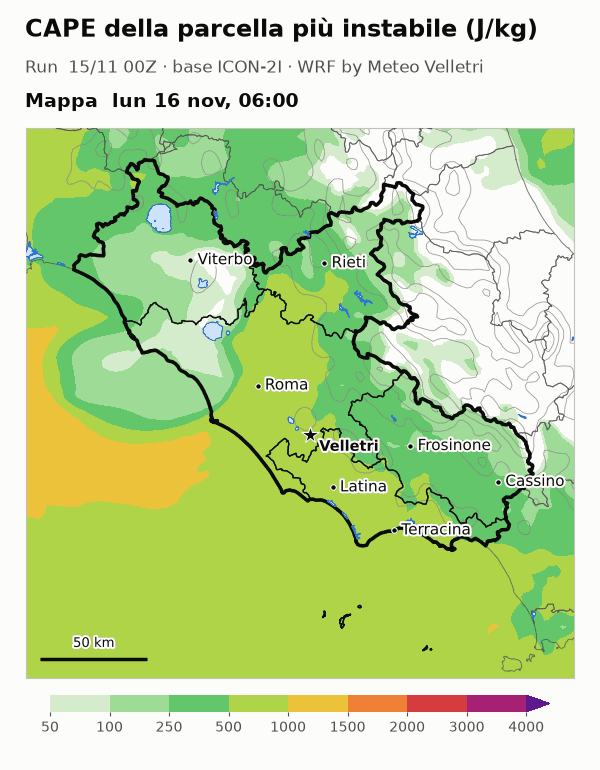 CAPE della parcella più instabile (J/kg)
Run 15/11 00Z · base ICON-2I · WRF by Meteo Velletri
Mappa lun 16 nov, 06:00
Viterbo
Rieti
Roma
Velletri
Frosinone
Cassino
Latina
Terracina
50 km
50 100 250 500 1000 1500 2000 3000 4000